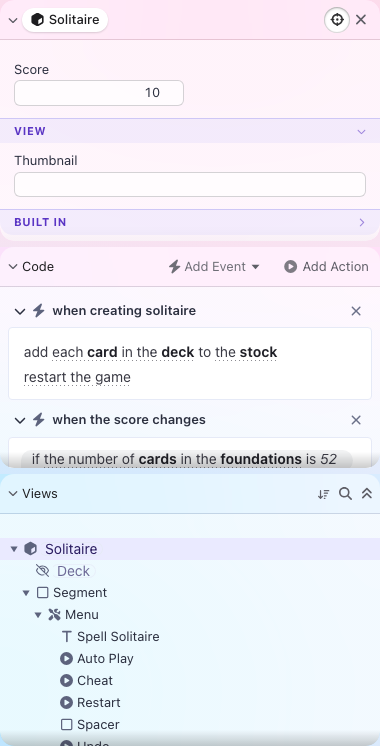 Solitaire
Score
10
VIEW
Thumbnail
BUILT IN
Code
Add Event
Add Action
when creating solitaire
add each card in the deck to the stock
restart the game
when the score changes
if the number of cards in the foundations is 52
Views
Solitaire
Deck
Segment
Menu
Spell Solitaire
Auto Play
Cheat
Restart
Spacer
Undo